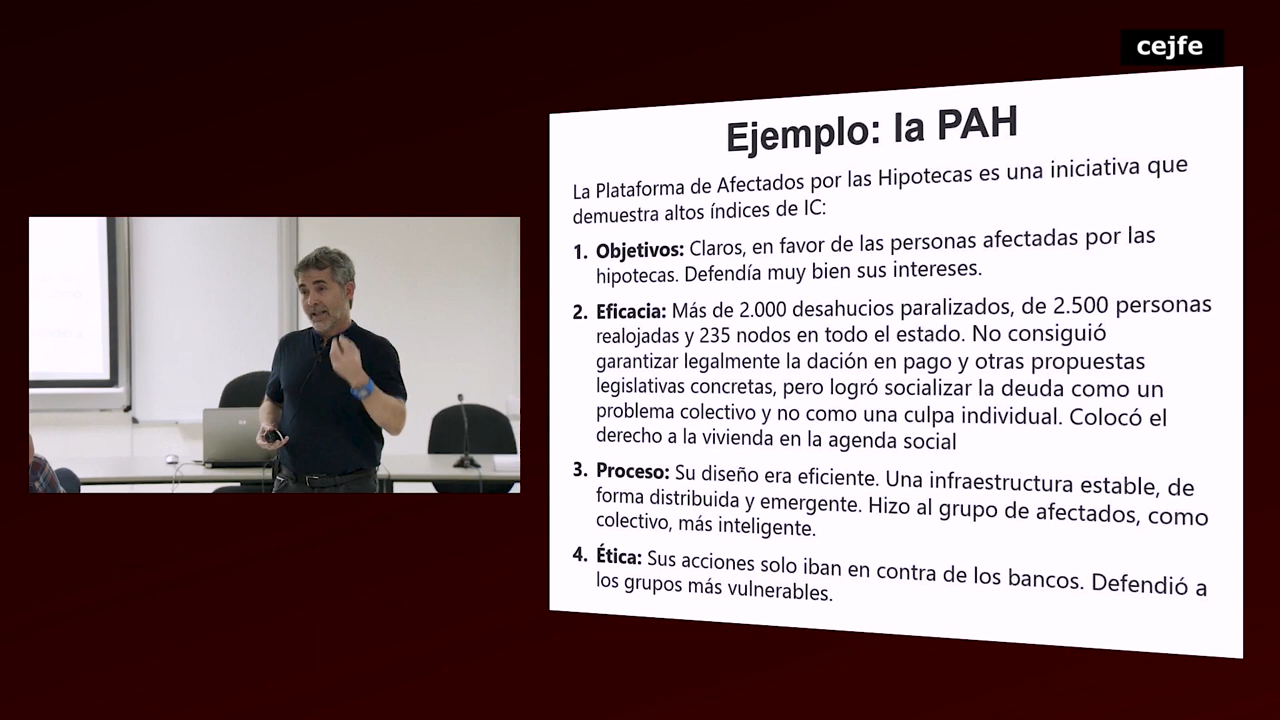 cejfe
Ejemplo: la PAH
La Plataforma de Afectados por las Hipotecas es una iniciativa que
demuestra altos índices de IC:
1. Objetivos: Claros, en favor de las personas afectadas por las
hipotecas. Defendía muy bien sus intereses.
2. Eficacia: Más de 2.000 desahucios paralizados, de 2.500 personas
realojadas y 235 nodos en todo el estado. No consiguió
garantizar legalmente la dación en pago y otras propuestas
legislativas concretas, pero logró socializar la deuda como un
problema colectivo y no como una culpa individual. Colocó el
derecho a la vivienda en la agenda social
3. Proceso: Su diseño era eficiente. Una infraestructura estable, de
forma distribuida y emergente. Hizo al grupo de afectados, como
colectivo, más inteligente.
4. Ética: Sus acciones solo iban en contra de los bancos. Defendió a
los grupos más vulnerables.